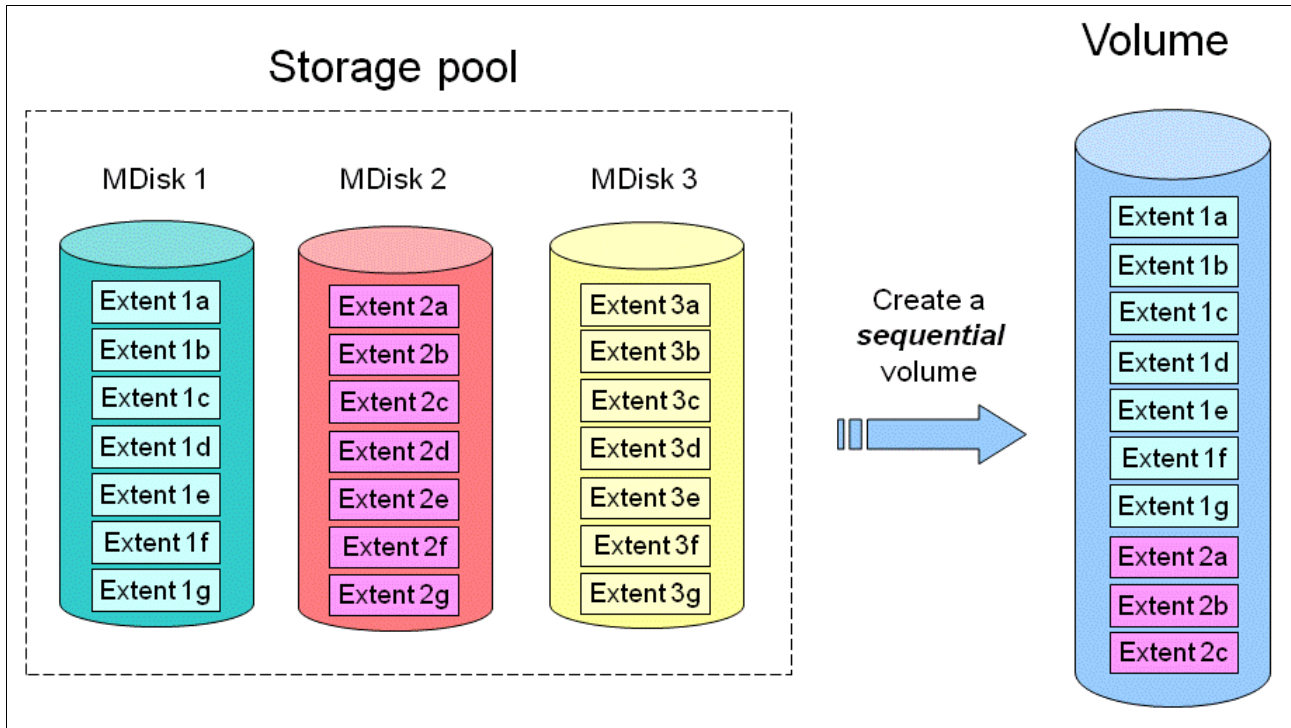 Storage pool
Volume
MDisk 1
MDisk 2
MDisk 3
Extent 1a
Extent 1b
Extent 1c
Extent 1d
Extent 1e
Extent 1f
Extent 1g
Extent 2a
Extent 2b
Extent 2c
Extent 2d
Extent 2e
Extent 2f
Extent 2g
Extent 3a
Extent 3b
Extent 3c
Extent 3d
Extent 3e
Extent 3f
Extent 3g
Create a
sequential
volume
Extent 1a
Extent 1b
Extent 1c
Extent 1d
Extent 1e
Extent 1f
Extent 1g
Extent 2a
Extent 2b
Extent 2c